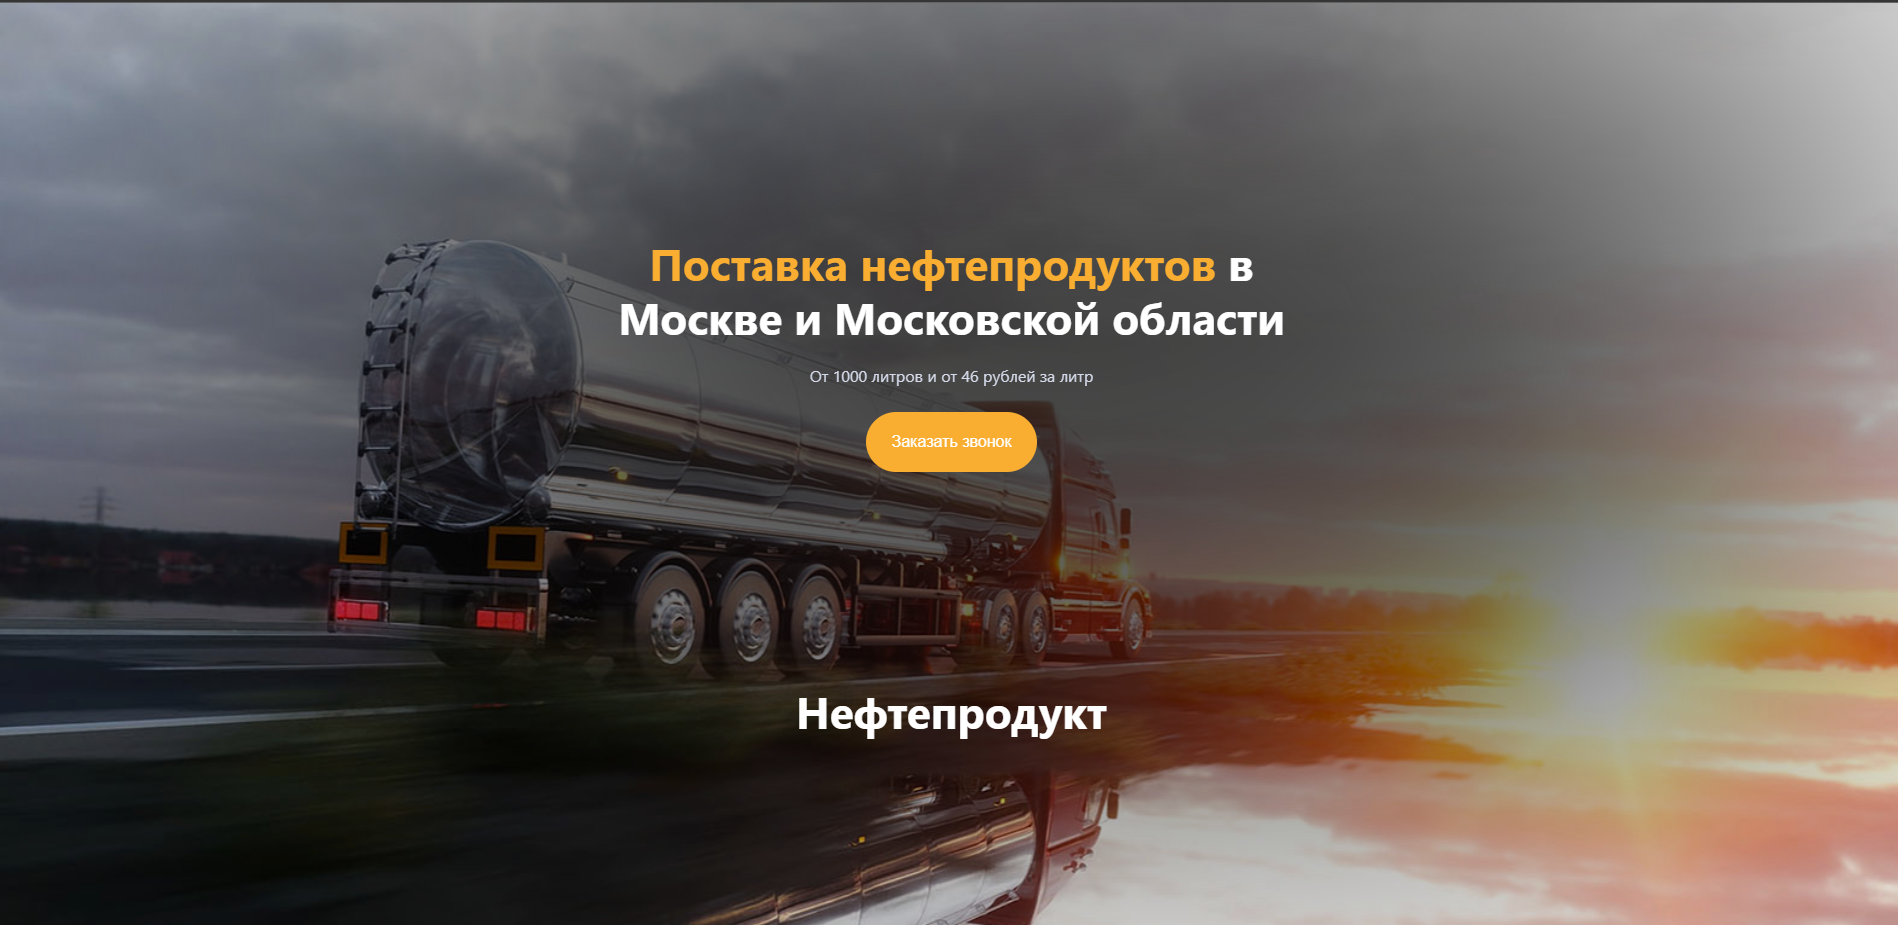 Поставка нефтепродуктов в
Москве и Московской области
От 1000 литров и от 46 рублей за литр
Заказать звонок
Нефтепродукт